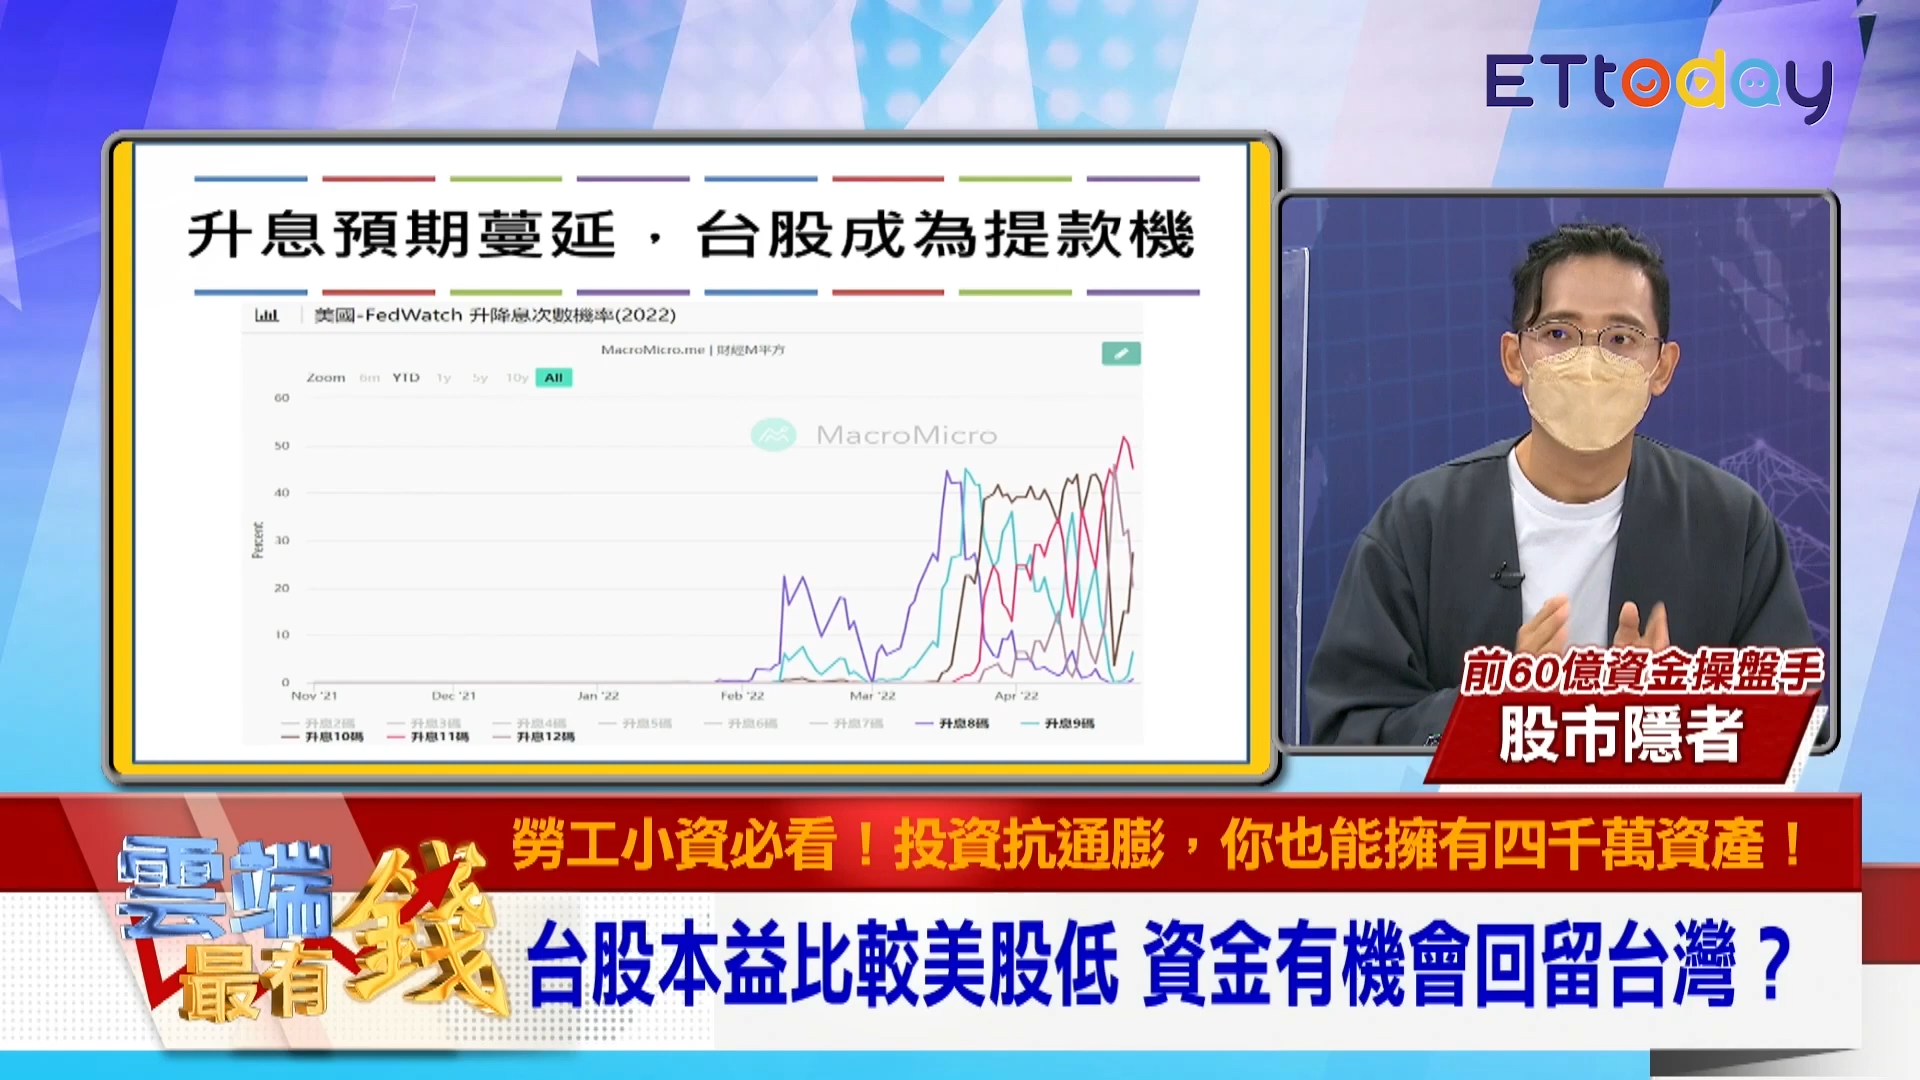 ETtoday
升息預期蔓延，台股成為提款機
美國-FedWatch 升降息次數機率(2022)
MacroMicro.me | 財經M平方
Zoom 6m YTD 1y 5y 10y All
MacroMicro
Percent
60
50
40
30
20
10
0
Nov '21 Dec '21 Jan '22 Feb '22 Mar '22 Apr '22
升息2碼 升息3碼 升息4碼 升息5碼 升息6碼 升息7碼 升息8碼 升息9碼
升息10碼 升息11碼 升息12碼
前60億資金操盤手
股市隱者
雲端
最有錢
勞工小資必看！投資抗通膨，你也能擁有四千萬資產！
台股本益比較美股低 資金有機會回留台灣？